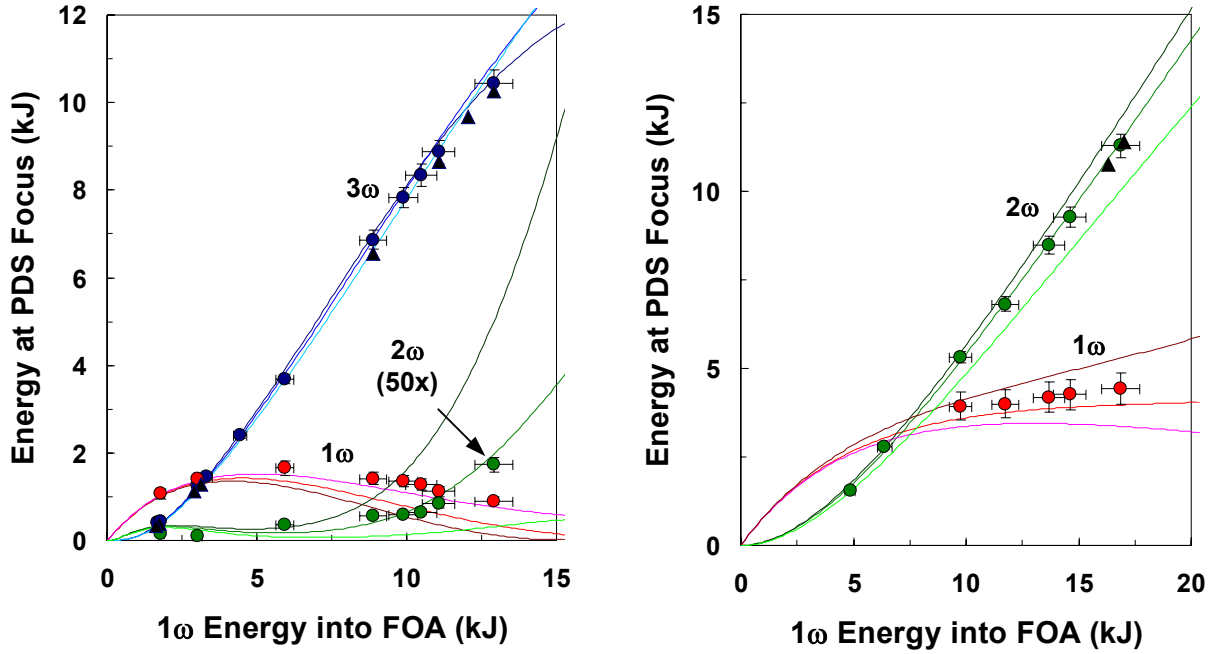 12
10
8
6
4
2
0
0
5
10
15
Energy at PDS Focus (kJ)
1ω Energy into FOA (kJ)
3ω
2ω
(50x)
1ω
15
10
5
0
0
5
10
15
20
Energy at PDS Focus (kJ)
1ω Energy into FOA (kJ)
2ω
1ω